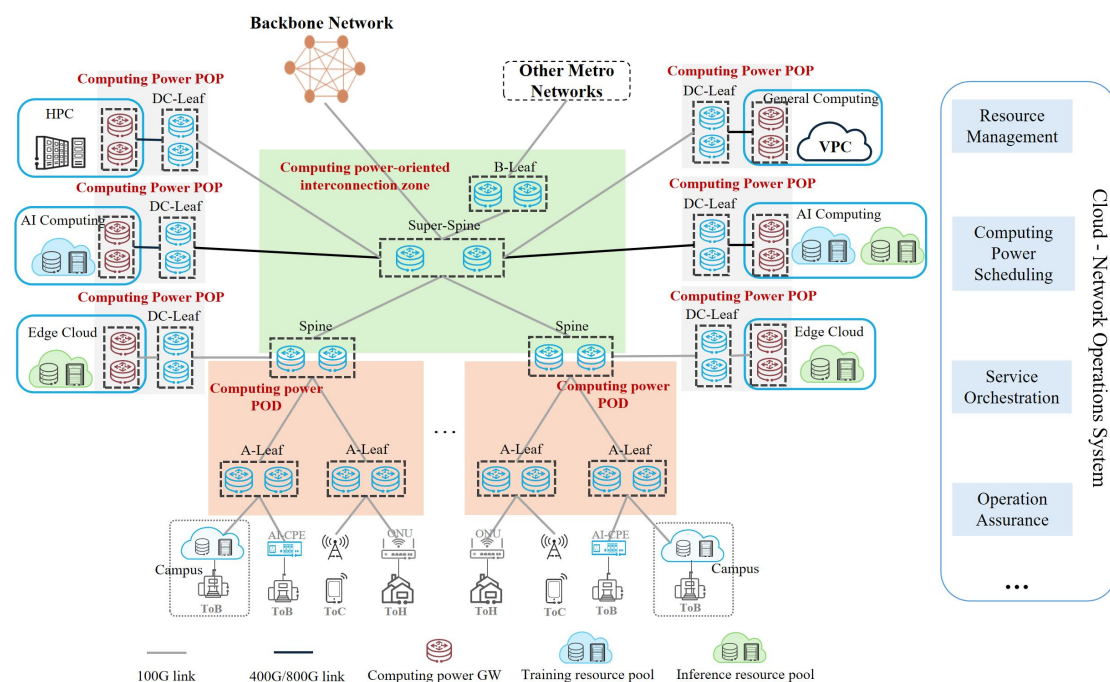 Backbone Network
Other Metro
Networks
Computing Power POP
HPC
DC-Leaf
Computing Power POP
DC-Leaf
General Computing
VPC
Computing power-oriented
interconnection zone
B-Leaf
Computing Power POP
DC-Leaf
AI Computing
Super-Spine
Computing Power POP
DC-Leaf
AI Computing
Computing Power POP
DC-Leaf
Edge Cloud
Spine
Spine
Computing Power POP
DC-Leaf
Edge Cloud
Computing power
POD
Computing power
POD
...
A-Leaf
A-Leaf
A-Leaf
A-Leaf
Campus
ToB
AI-CPE
ToB
ToC
ONU
ToH
ONU
ToH
ToC
AI-CPE
ToB
Campus
ToB
Resource
Management
Computing
Power
Scheduling
Service
Orchestration
Operation
Assurance
...
Cloud - Network Operations System
100G link
400G/800G link
Computing power GW
Training resource pool
Inference resource pool